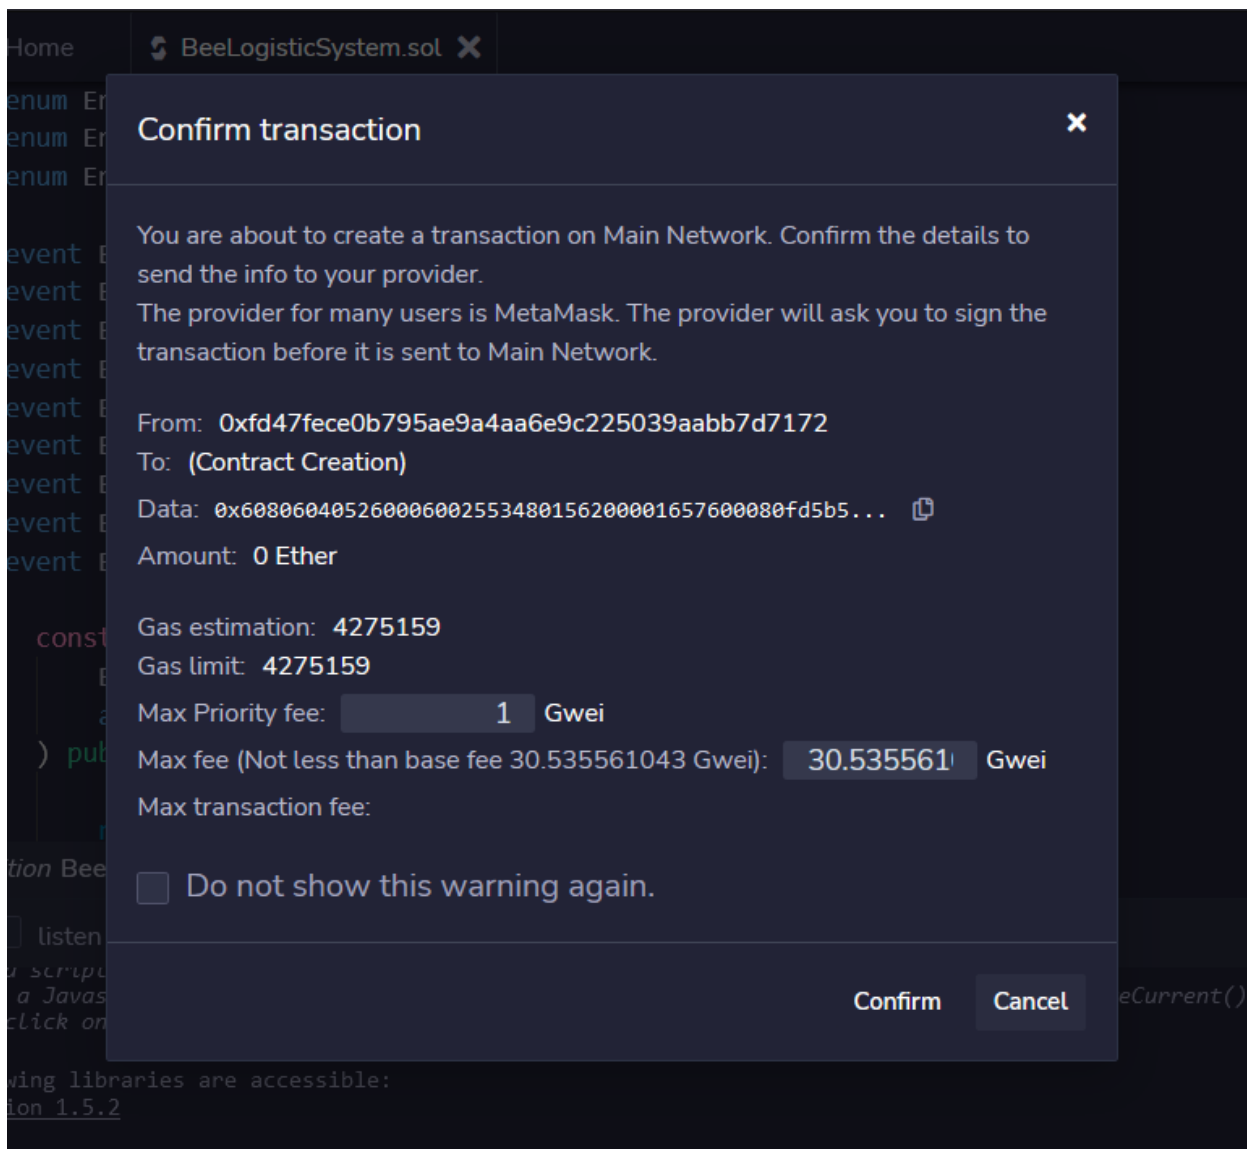 Home
BeeLogisticSystem.sol
enum
enum
enum
Confirm transaction
event
event
event
event
event
event
event
event
event
You are about to create a transaction on Main Network. Confirm the details to
send the info to your provider.
The provider for many users is MetaMask. The provider will ask you to sign the
transaction before it is sent to Main Network.
From: 0xfd47fece0b795ae9a4aa6e9c225039aabb7d7172
To: (Contract Creation)
Data: 0x608060405260006002553480156200001657600080fd5b5...
Amount: 0 Ether
Gas estimation: 4275159
Gas limit: 4275159
Max Priority fee: 1 Gwei
Max fee (Not less than base fee 30.535561043 Gwei): 30.535561 Gwei
Max transaction fee:
) pub
Bee
Do not show this warning again.
listen
Confirm
Cancel
a Javas
eCurrent()
click on
wing libraries are accessible:
ion 1.5.2